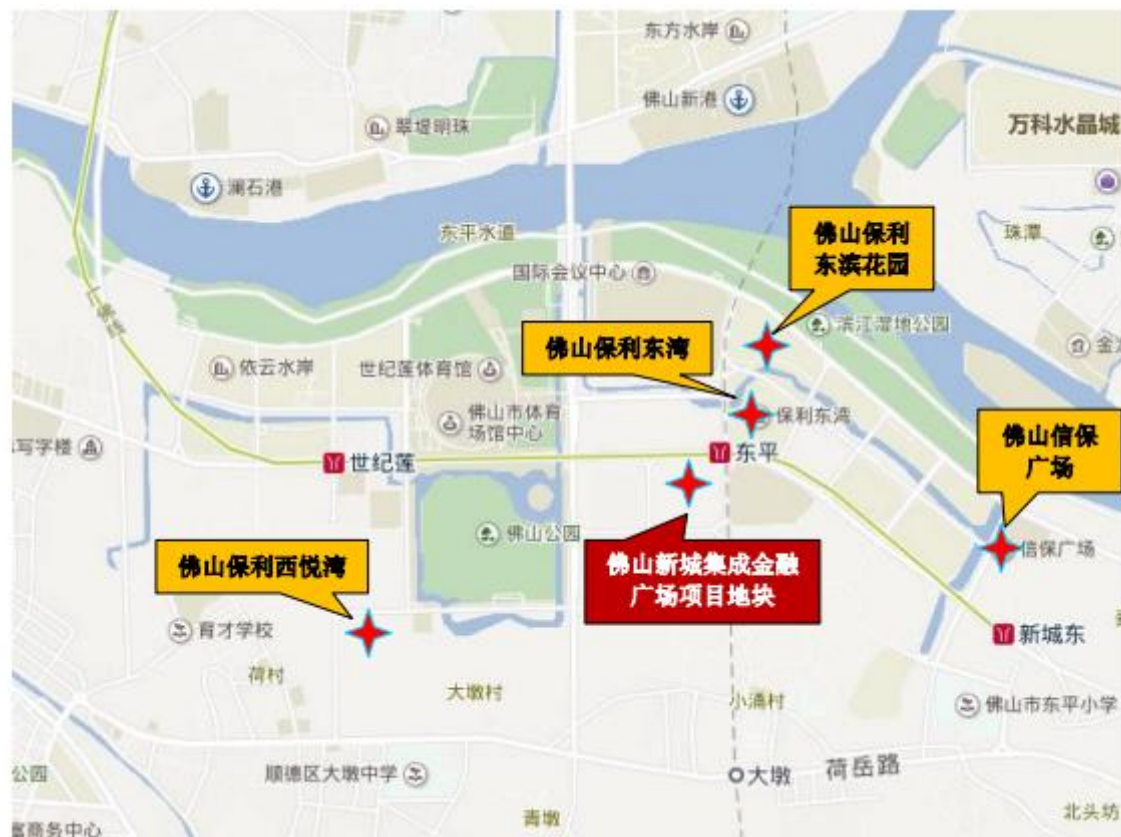 东方水岸
佛山新港
万科水晶城
翠堤明珠
澜石港
东平水道
珠潭
佛山保利
东滨花园
国际会议中心
滨江湿地公园
广佛线
佛山保利东湾
依云水岸
世纪莲体育馆
佛山市体育
场馆中心
保利东湾
写字楼
世纪莲
东平
佛山信保
广场
佛山公园
信保广场
佛山保利西悦湾
佛山新城集成金融
广场项目地块
育才学校
新城东
荷村
大墩村
小涌村
佛山市东平小学
公园
顺德区大墩中学
大墩
荷岳路
青墩
北头坊
商务中心